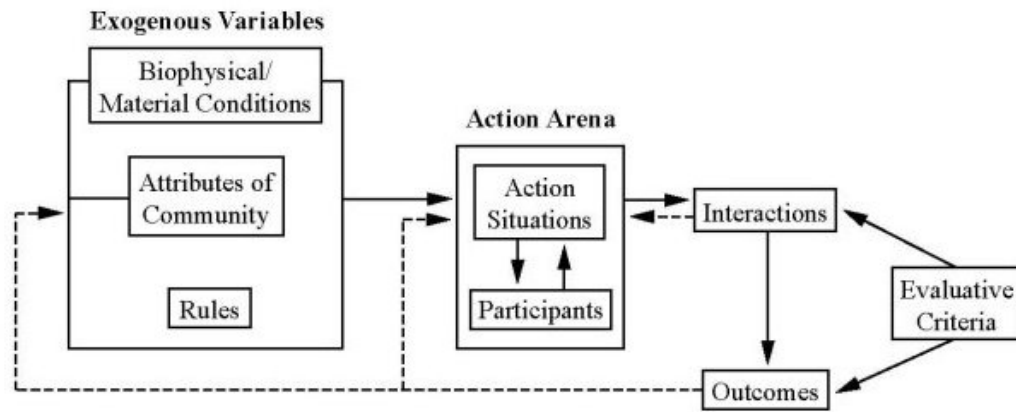 Exogenous Variables
Biophysical/
Material Conditions
Attributes of
Community
Rules
Action Arena
Action
Situations
Participants
Interactions
Outcomes
Evaluative
Criteria